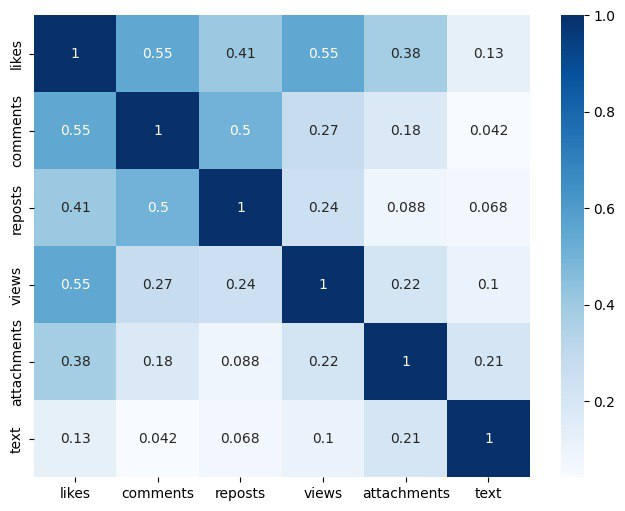 likes 1 0.55 0.41 0.55 0.38 0.13
comments 0.55 1 0.5 0.27 0.18 0.042
reposts 0.41 0.5 1 0.24 0.088 0.068
views 0.55 0.27 0.24 1 0.22 0.1
attachments 0.38 0.18 0.088 0.22 1 0.21
text 0.13 0.042 0.068 0.1 0.21 1
likes comments reposts views attachments text
1.0
0.8
0.6
0.4
0.2